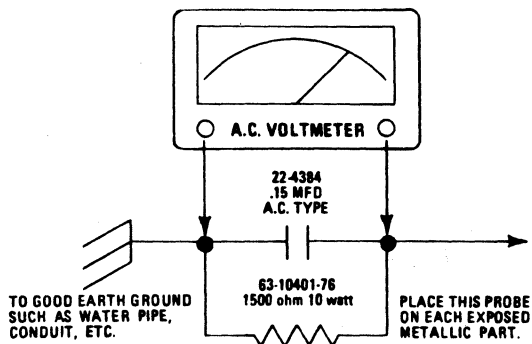 A.C. VOLTMETER
22-4384
.15 MFD
A.C. TYPE
63-10401-76
1500 ohm 10 watt
TO GOOD EARTH GROUND
SUCH AS WATER PIPE,
CONDUIT, ETC.
PLACE THIS PROBE
ON EACH EXPOSED
METALLIC PART.